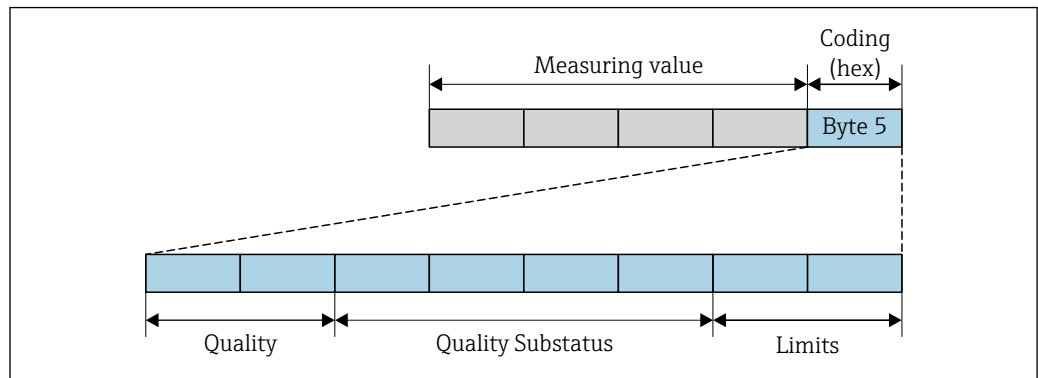 Coding
(hex)
Measuring value
Byte 5
Quality
Quality Substatus
Limits